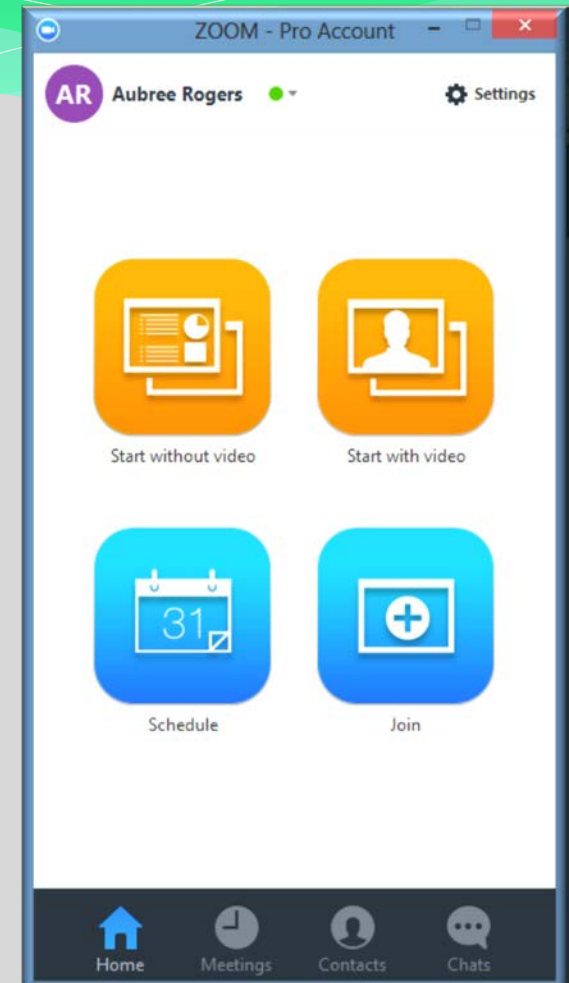 ZOOM - Pro Account
AR Aubree Rogers Settings
Start without video Start with video
31
Schedule Join
Home Meetings Contacts Chats